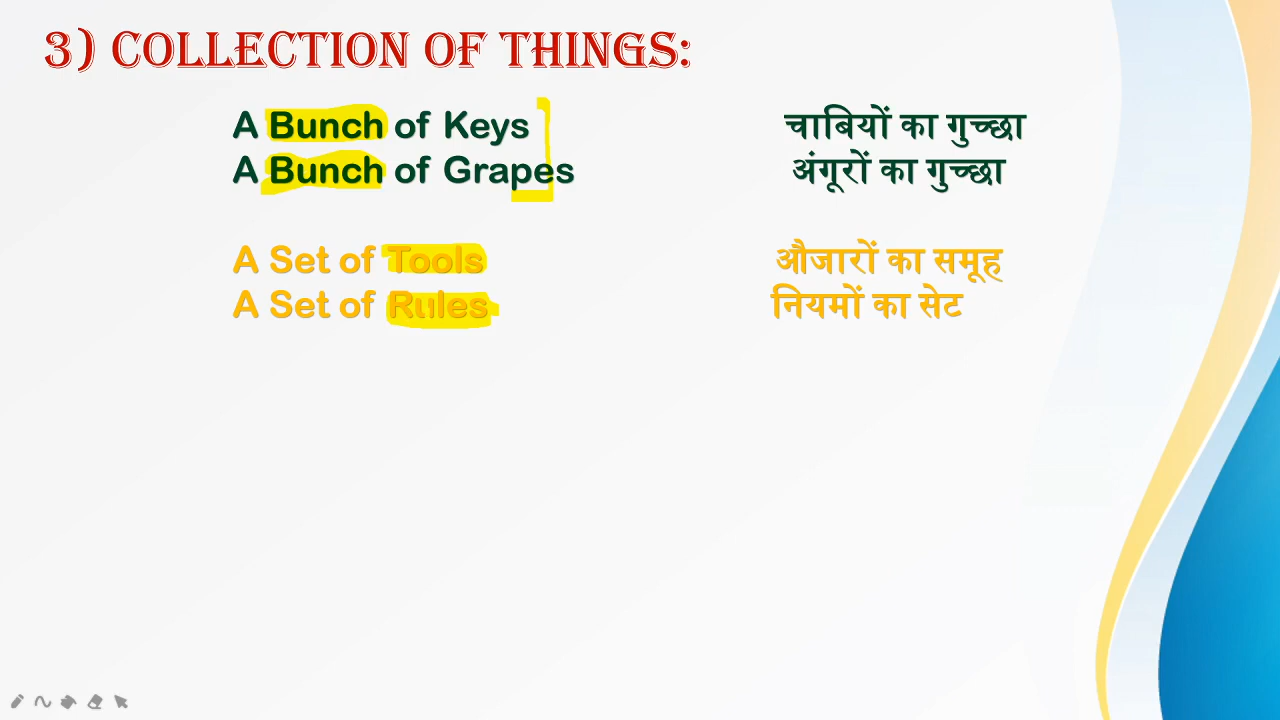 3) COLLECTION OF THINGS:
A Bunch of Keys चाबियों का गुच्छा
A Bunch of Grapes अंगूरों का गुच्छा
A Set of Tools औजारों का समूह
A Set of Rules नियमों का सेट